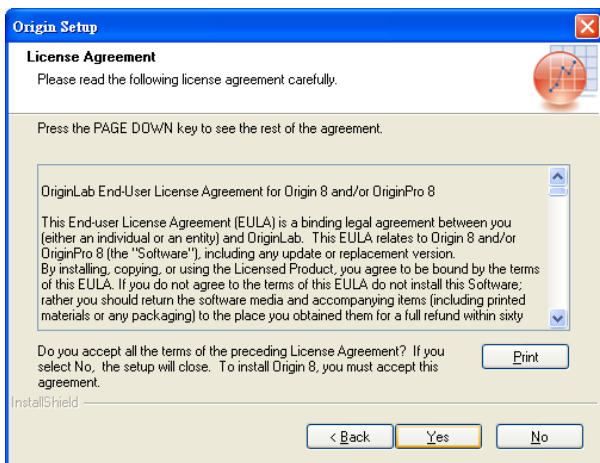 Origin Setup
License Agreement
Please read the following license agreement carefully.
Press the PAGE DOWN key to see the rest of the agreement.
OriginLab End-User License Agreement for Origin 8 and/or OriginPro 8
This End-user License Agreement (EULA) is a binding legal agreement between you
(either an individual or an entity) and OriginLab.  This EULA relates to Origin 8 and/or
OriginPro 8 (the "Software"), including any update or replacement version.
By installing, copying, or using the Licensed Product, you agree to be bound by the terms
of this EULA. If you do not agree to the terms of this EULA do not install this Software;
rather you should return the software media and accompanying items (including printed
materials or any packaging) to the place you obtained them for a full refund within sixty
Do you accept all the terms of the preceding License Agreement?  If you
select No,  the setup will close.  To install Origin 8, you must accept this
agreement.
Print
InstallShield
< Back
Yes
No